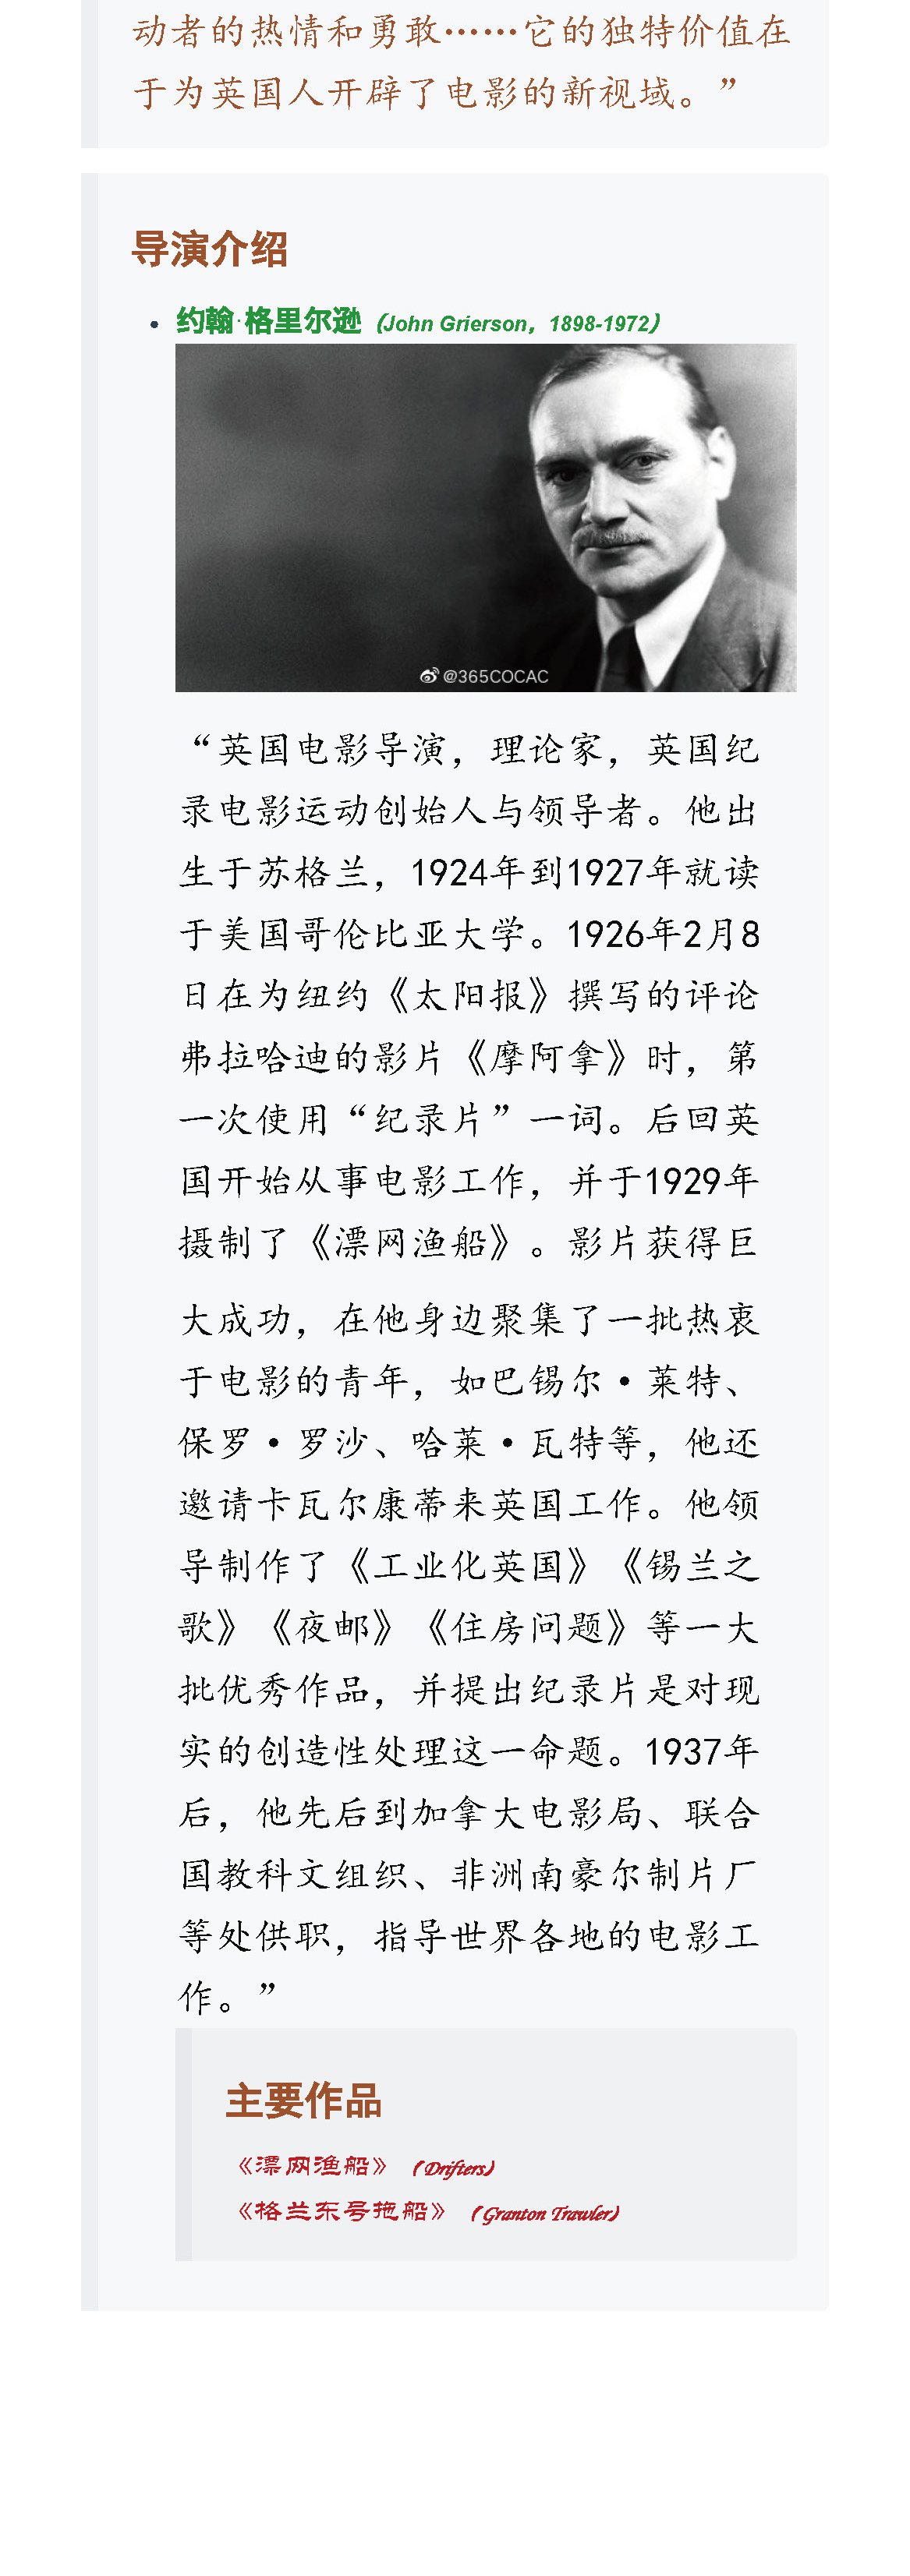 动者的热情和勇敢……它的独特价值在
于为英国人开辟了电影的新视域。”
导演介绍
• 约翰·格里尔逊（John Grierson，1898-1972）
@365COCAC
“英国电影导演，理论家，英国纪
录电影运动创始人与领导者。他出
生于苏格兰，1924年到1927年就读
于美国哥伦比亚大学。1926年2月8
日在为纽约《太阳报》撰写的评论
弗拉哈迪的影片《摩阿拿》时，第
一次使用“纪录片”一词。后回英
国开始从事电影工作，并于1929年
摄制了《漂网渔船》。影片获得巨
大成功，在他身边聚集了一批热衷
于电影的青年，如巴锡尔·莱特、
保罗·罗沙、哈莱·瓦特等，他还
邀请卡瓦尔康蒂来英国工作。他领
导制作了《工业化英国》《锡兰之
歌》《夜邮》《住房问题》等一大
批优秀作品，并提出纪录片是对现
实的创造性处理这一命题。1937年
后，他先后到加拿大电影局、联合
国教科文组织、非洲南豪尔制片厂
等处供职，指导世界各地的电影工
作。”
主要作品
《漂网渔船》（Drifters）
《格兰东号拖船》（Granton Trawler）